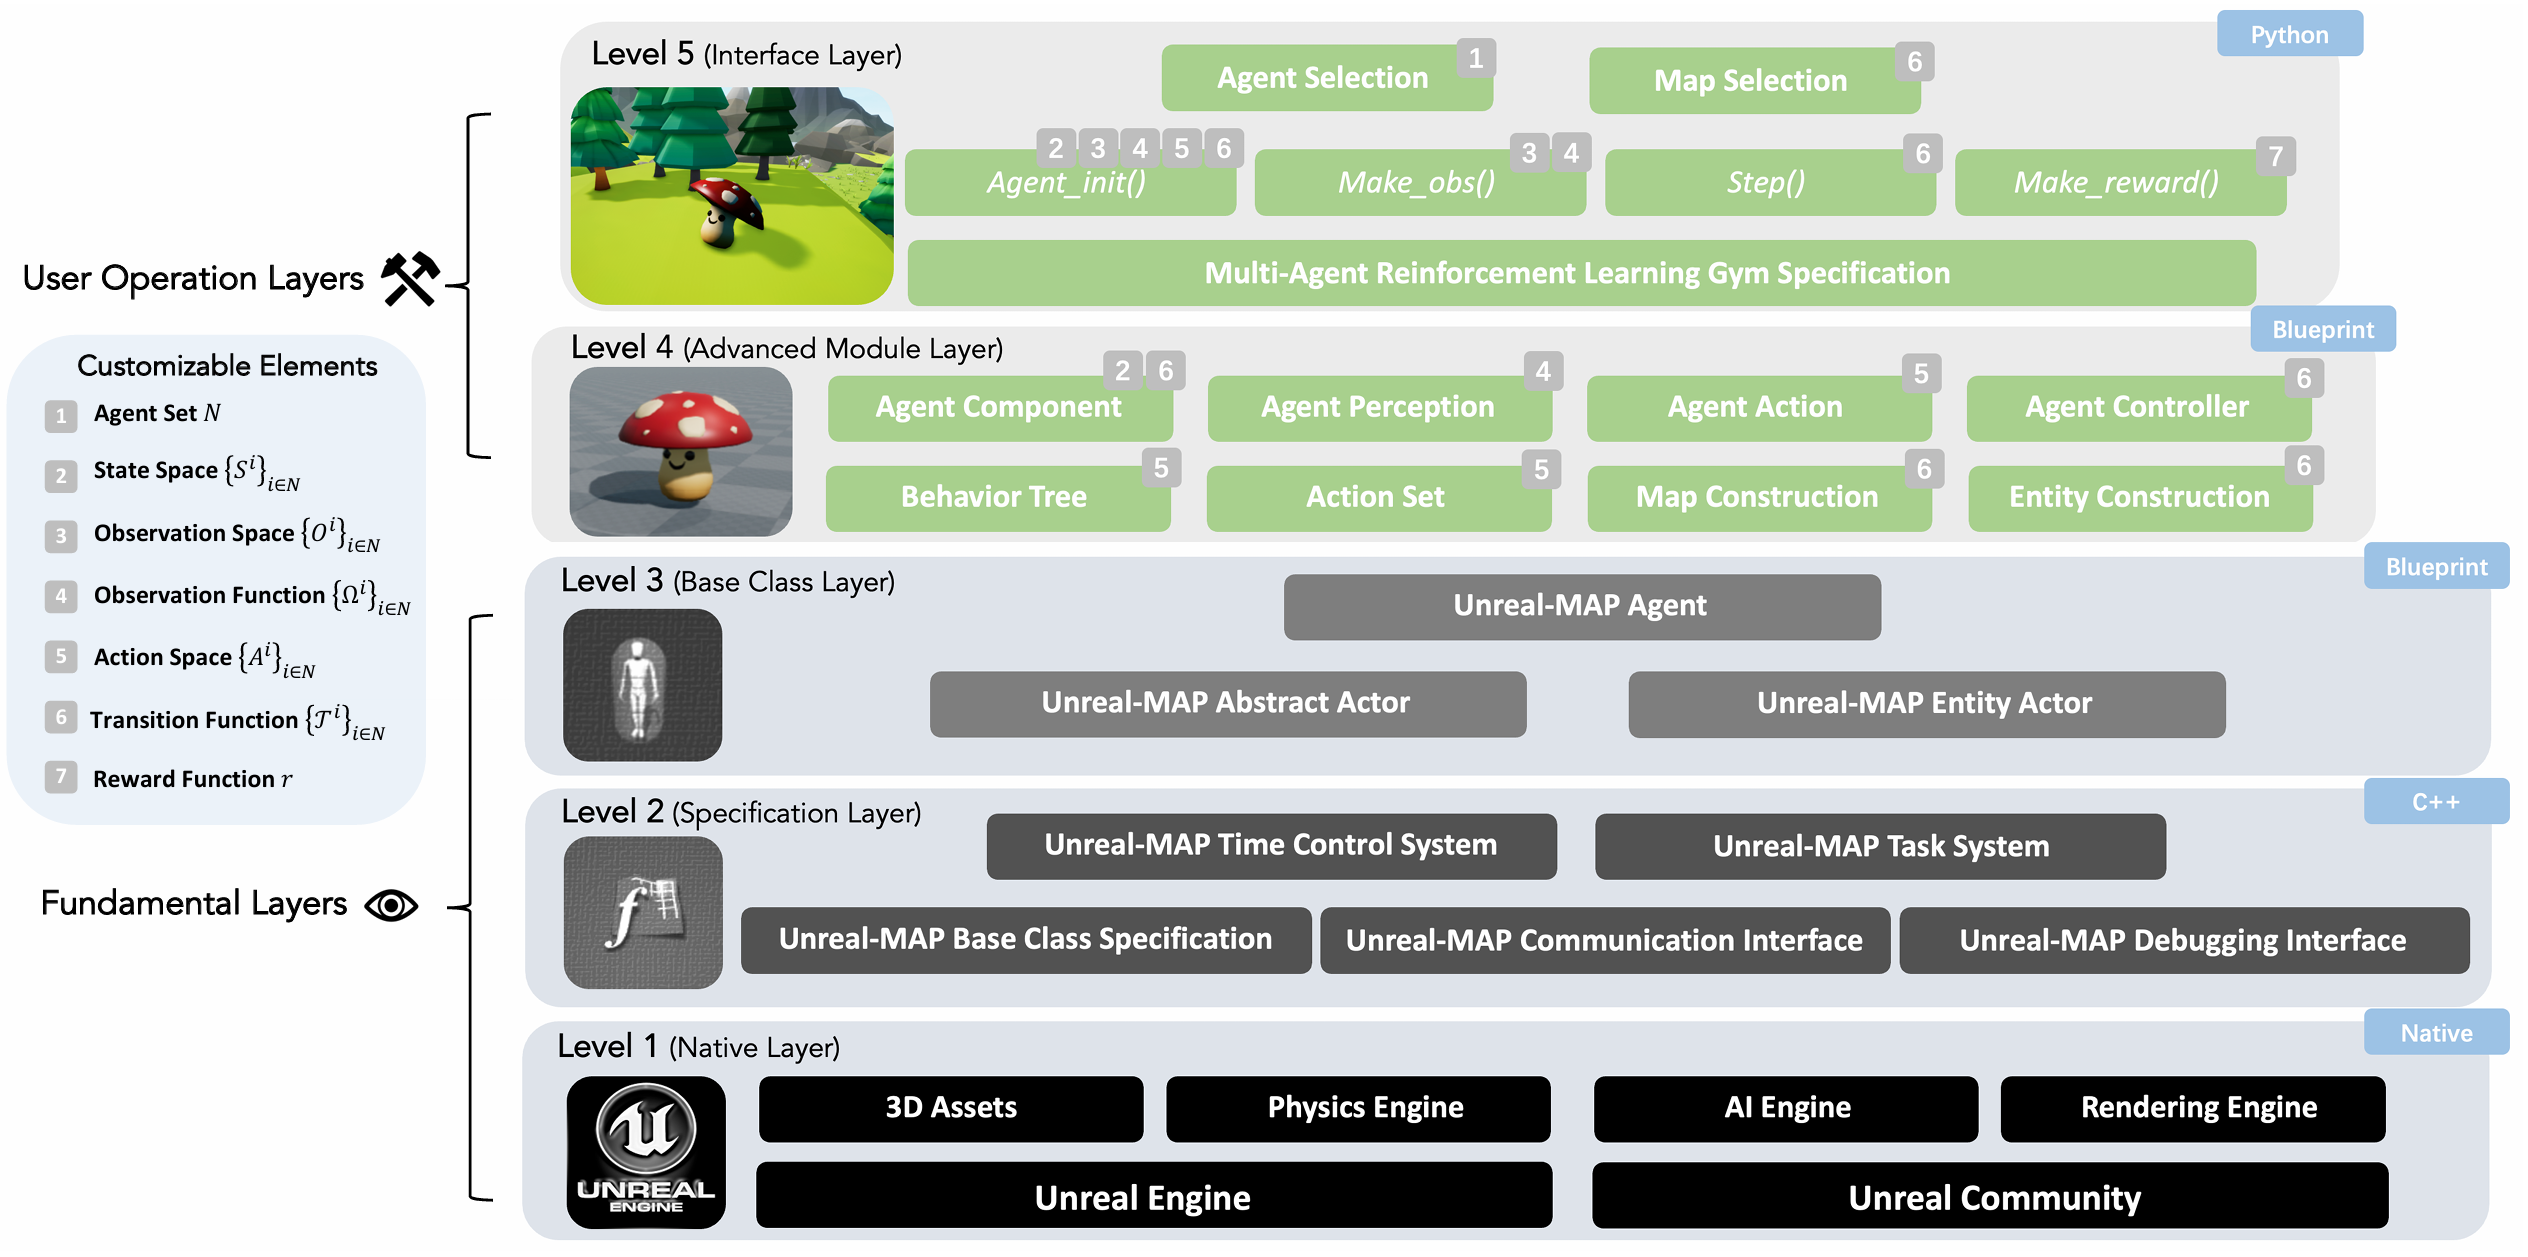 Python
Level 5 (Interface Layer)
Agent Selection 1
Map Selection 6
2 3 4 5 6
Agent_init()
3 4
Make_obs()
6
Step()
7
Make_reward()
Multi-Agent Reinforcement Learning Gym Specification
User Operation Layers
Blueprint
Level 4 (Advanced Module Layer)
2 6
Agent Component
4
Agent Perception
5
Agent Action
6
Agent Controller
5
Behavior Tree
5
Action Set
6
Map Construction
6
Entity Construction
Customizable Elements
1 Agent Set N
2 State Space {Sⁱ}ᵢ∈N
3 Observation Space {Oⁱ}ᵢ∈N
4 Observation Function {Ωⁱ}ᵢ∈N
5 Action Space {Aⁱ}ᵢ∈N
6 Transition Function {𝒯ⁱ}ᵢ∈N
7 Reward Function r
Blueprint
Level 3 (Base Class Layer)
Unreal-MAP Agent
Unreal-MAP Abstract Actor
Unreal-MAP Entity Actor
C++
Level 2 (Specification Layer)
Unreal-MAP Time Control System
Unreal-MAP Task System
f
Unreal-MAP Base Class Specification
Unreal-MAP Communication Interface
Unreal-MAP Debugging Interface
Fundamental Layers
Native
Level 1 (Native Layer)
3D Assets
Physics Engine
AI Engine
Rendering Engine
UNREAL
ENGINE
Unreal Engine
Unreal Community